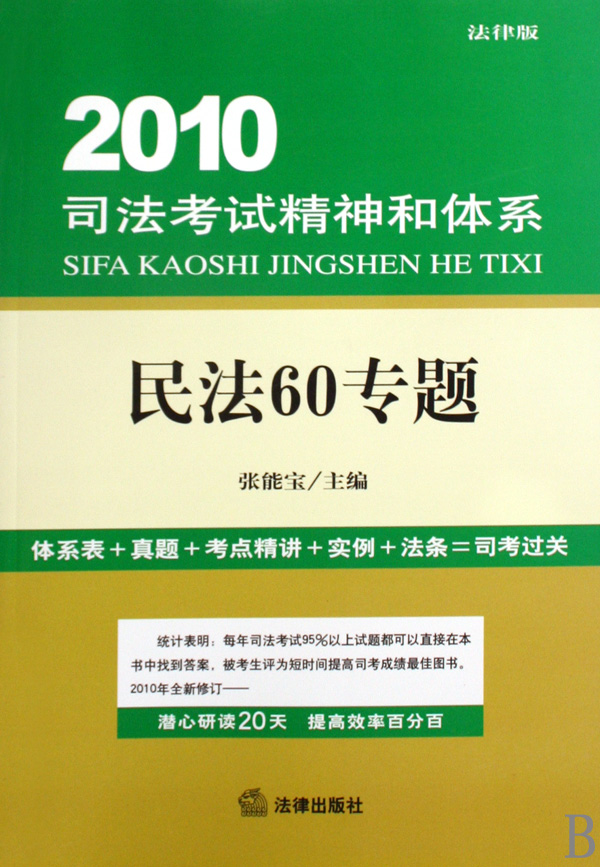 法律版
2010
司法考试精神和体系
SIFA KAOSHI JINGSHEN HE TIXI
民法60专题
张能宝/主编
体系表+真题+考点精讲+实例+法条=司考过关
统计表明：每年司法考试95%以上试题都可以直接在本
书中找到答案，被考生评为短时间提高司考成绩最佳图书。
2010年全新修订——
潜心研读20天 提高效率百分百
法律出版社
B